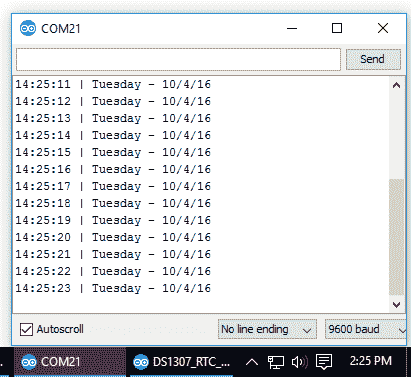 COM21
Send
14:25:11 | Tuesday - 10/4/16
14:25:12 | Tuesday - 10/4/16
14:25:13 | Tuesday - 10/4/16
14:25:14 | Tuesday - 10/4/16
14:25:15 | Tuesday - 10/4/16
14:25:16 | Tuesday - 10/4/16
14:25:17 | Tuesday - 10/4/16
14:25:18 | Tuesday - 10/4/16
14:25:19 | Tuesday - 10/4/16
14:25:20 | Tuesday - 10/4/16
14:25:21 | Tuesday - 10/4/16
14:25:22 | Tuesday - 10/4/16
14:25:23 | Tuesday - 10/4/16
Autoscroll No line ending 9600 baud
COM21 DS1307_RTC_... 2:25 PM